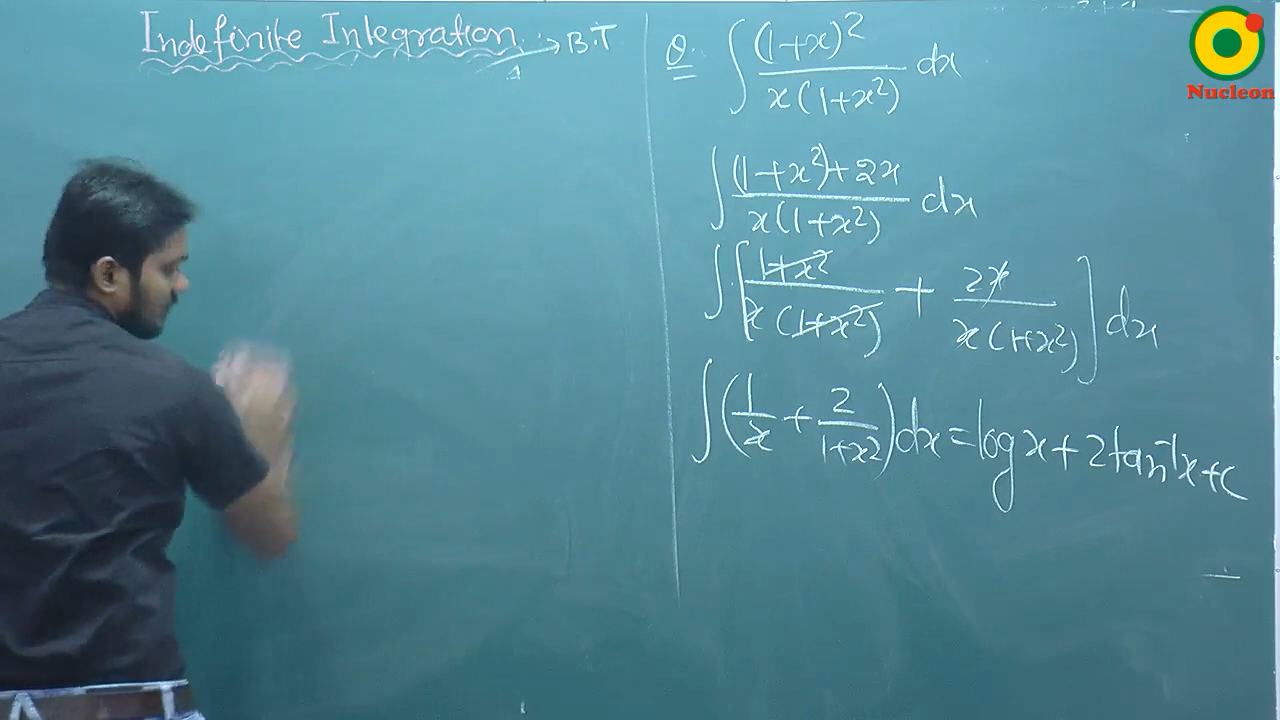 Indefinite Integration → B.T
1
Q. ∫ (1+x)² / x(1+x²) dx
∫ (1+x²)+2x / x(1+x²) dx
∫ [ 1+x² / x(1+x²) + 2x / x(1+x²) ] dx
∫ ( 1/x + 2/1+x² ) dx = log x + 2tan⁻¹x + c
Nucleon